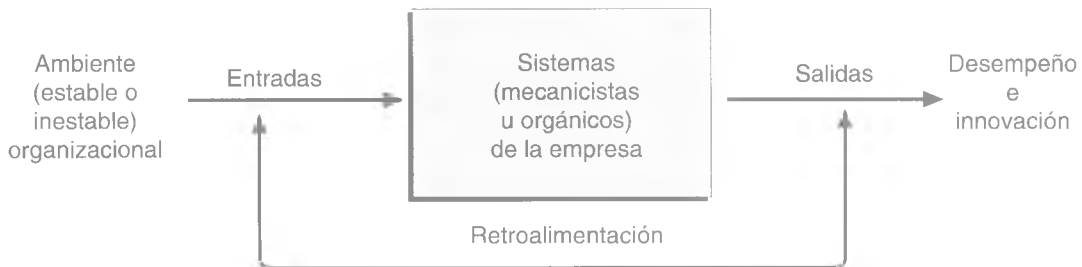 Ambiente
(estable o
inestable)
organizacional
Entradas
Sistemas
(mecanicistas
u orgánicos)
de la empresa
Salidas
Desempeño
e
innovación
Retroalimentación